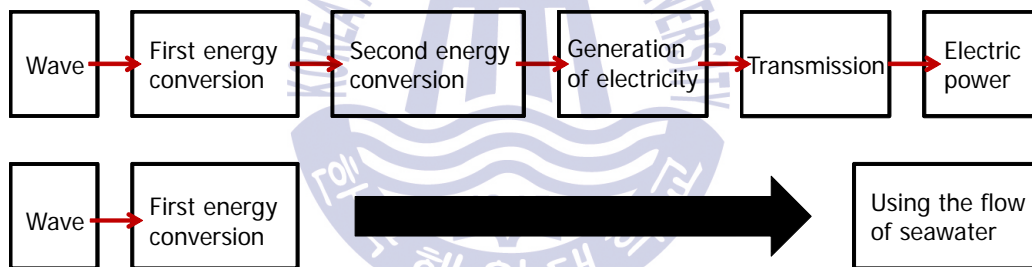 Wave
First energy
conversion
Second energy
conversion
Generation
of electricity
Transmission
Electric
power
Wave
First energy
conversion
Using the flow
of seawater